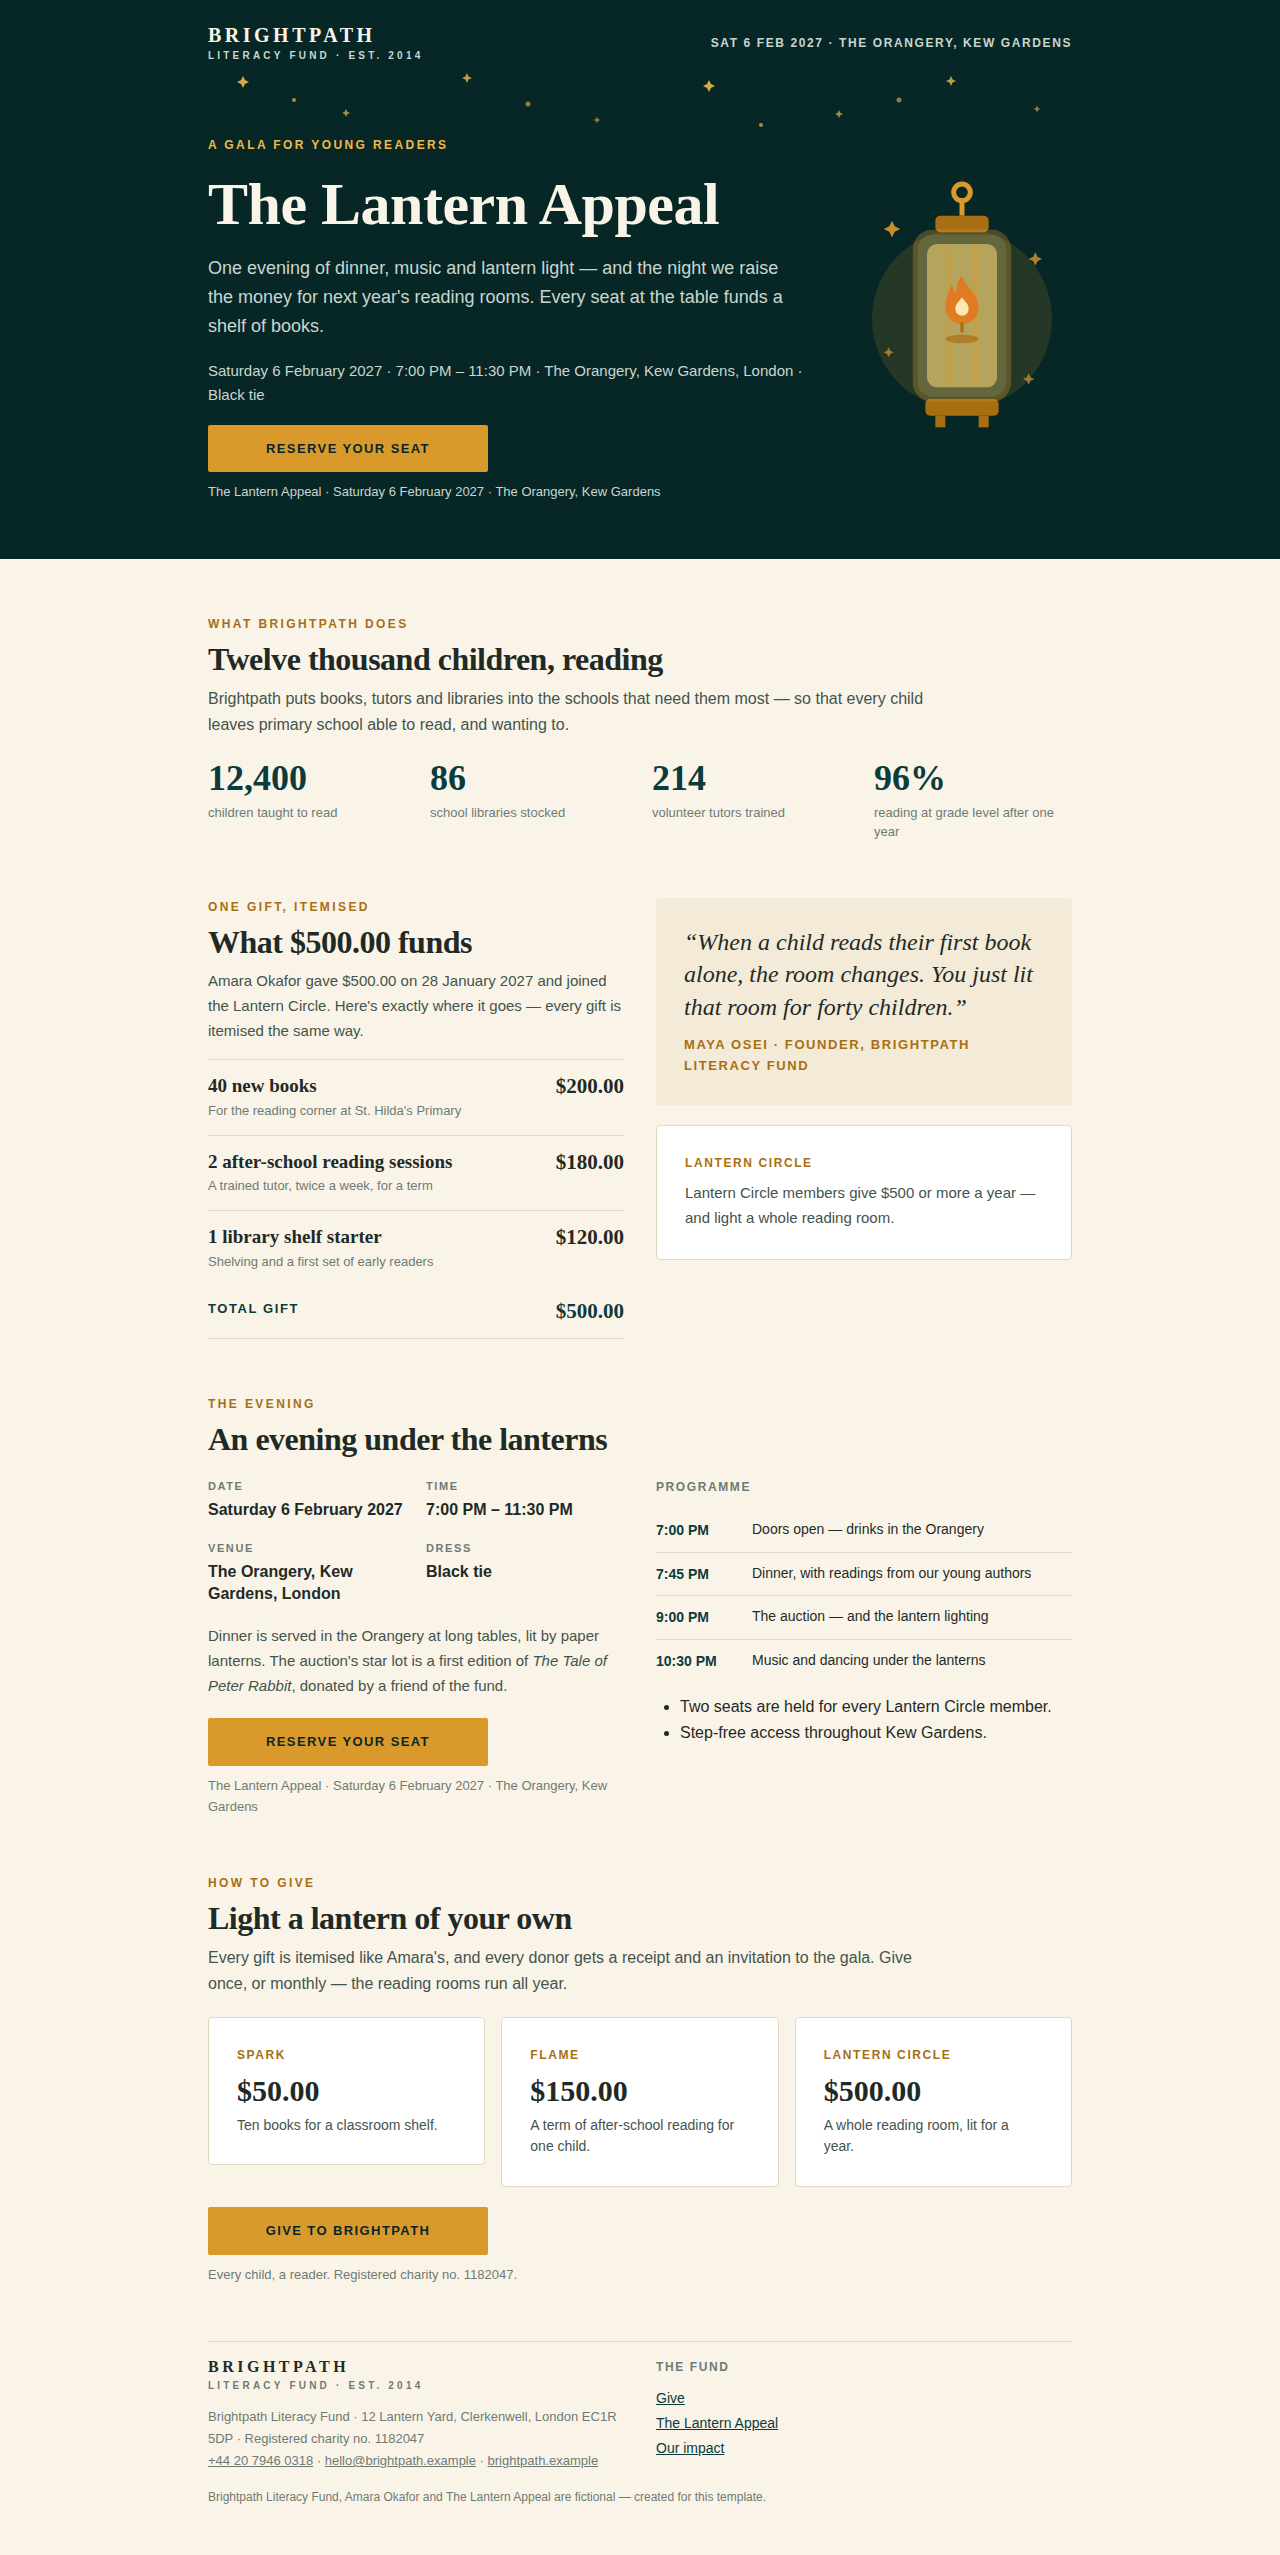 BRIGHTPATH
LITERACY FUND · EST. 2014
SAT 6 FEB 2027 · THE ORANGERY, KEW GARDENS
A GALA FOR YOUNG READERS
The Lantern Appeal
One evening of dinner, music and lantern light — and the night we raise
the money for next year's reading rooms. Every seat at the table funds a
shelf of books.
Saturday 6 February 2027 · 7:00 PM – 11:30 PM · The Orangery, Kew Gardens, London ·
Black tie
RESERVE YOUR SEAT
The Lantern Appeal · Saturday 6 February 2027 · The Orangery, Kew Gardens
WHAT BRIGHTPATH DOES
Twelve thousand children, reading
Brightpath puts books, tutors and libraries into the schools that need them most — so that every child
leaves primary school able to read, and wanting to.
12,400
children taught to read
86
school libraries stocked
214
volunteer tutors trained
96%
reading at grade level after one
year
ONE GIFT, ITEMISED
What $500.00 funds
Amara Okafor gave $500.00 on 28 January 2027 and joined
the Lantern Circle. Here's exactly where it goes — every gift is
itemised the same way.
40 new books
$200.00
For the reading corner at St. Hilda's Primary
2 after-school reading sessions
$180.00
A trained tutor, twice a week, for a term
1 library shelf starter
$120.00
Shelving and a first set of early readers
TOTAL GIFT
$500.00
“When a child reads their first book
alone, the room changes. You just lit
that room for forty children.”
MAYA OSEI · FOUNDER, BRIGHTPATH
LITERACY FUND
LANTERN CIRCLE
Lantern Circle members give $500 or more a year —
and light a whole reading room.
THE EVENING
An evening under the lanterns
DATE
Saturday 6 February 2027
TIME
7:00 PM – 11:30 PM
VENUE
The Orangery, Kew
Gardens, London
DRESS
Black tie
Dinner is served in the Orangery at long tables, lit by paper
lanterns. The auction's star lot is a first edition of The Tale of
Peter Rabbit, donated by a friend of the fund.
RESERVE YOUR SEAT
The Lantern Appeal · Saturday 6 February 2027 · The Orangery, Kew
Gardens
PROGRAMME
7:00 PM Doors open — drinks in the Orangery
7:45 PM Dinner, with readings from our young authors
9:00 PM The auction — and the lantern lighting
10:30 PM Music and dancing under the lanterns
• Two seats are held for every Lantern Circle member.
• Step-free access throughout Kew Gardens.
HOW TO GIVE
Light a lantern of your own
Every gift is itemised like Amara's, and every donor gets a receipt and an invitation to the gala. Give
once, or monthly — the reading rooms run all year.
SPARK
$50.00
Ten books for a classroom shelf.
FLAME
$150.00
A term of after-school reading for
one child.
LANTERN CIRCLE
$500.00
A whole reading room, lit for a
year.
GIVE TO BRIGHTPATH
Every child, a reader. Registered charity no. 1182047.
BRIGHTPATH
LITERACY FUND · EST. 2014
Brightpath Literacy Fund · 12 Lantern Yard, Clerkenwell, London EC1R
5DP · Registered charity no. 1182047
+44 20 7946 0318 · hello@brightpath.example · brightpath.example
THE FUND
Give
The Lantern Appeal
Our impact
Brightpath Literacy Fund, Amara Okafor and The Lantern Appeal are fictional — created for this template.